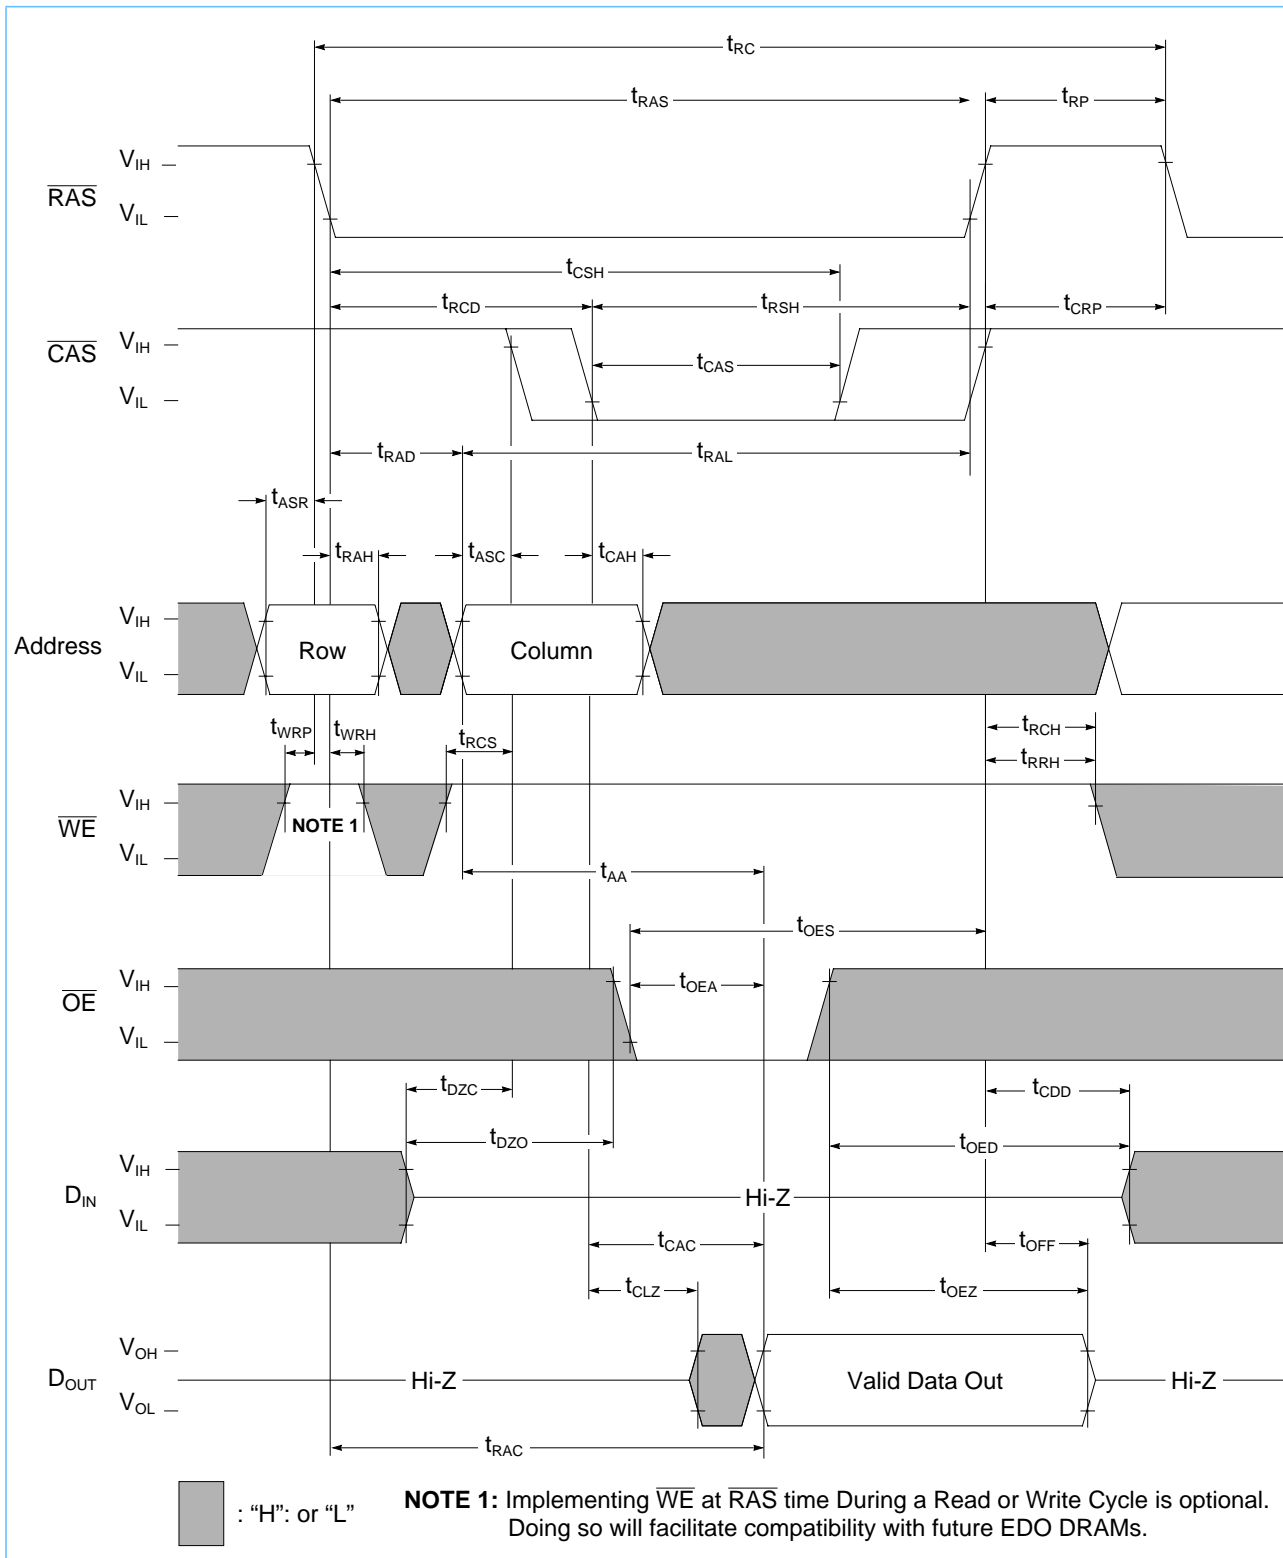 tRC
tRAS tRP
VIH
RAS
VIL
tCSH
tRCD tRSH tCRP
VIH
CAS
tCAS
VIL
tRAD tRAL
tASR
tRAH tASC tCAH
VIH
Address Row Column
VIL
tWRP tWRH tRCS tRCH
tRRH
VIH
WE NOTE 1
VIL
tAA
tOES
VIH
OE tOEA
VIL
tDZC tCDD
tDZO tOED
VIH
DIN Hi-Z
VIL
tCAC tOFF
tCLZ tOEZ
VOH
DOUT Hi-Z Valid Data Out Hi-Z
VOL
tRAC
: “H”: or “L”
NOTE 1: Implementing WE at RAS time During a Read or Write Cycle is optional.
Doing so will facilitate compatibility with future EDO DRAMs.